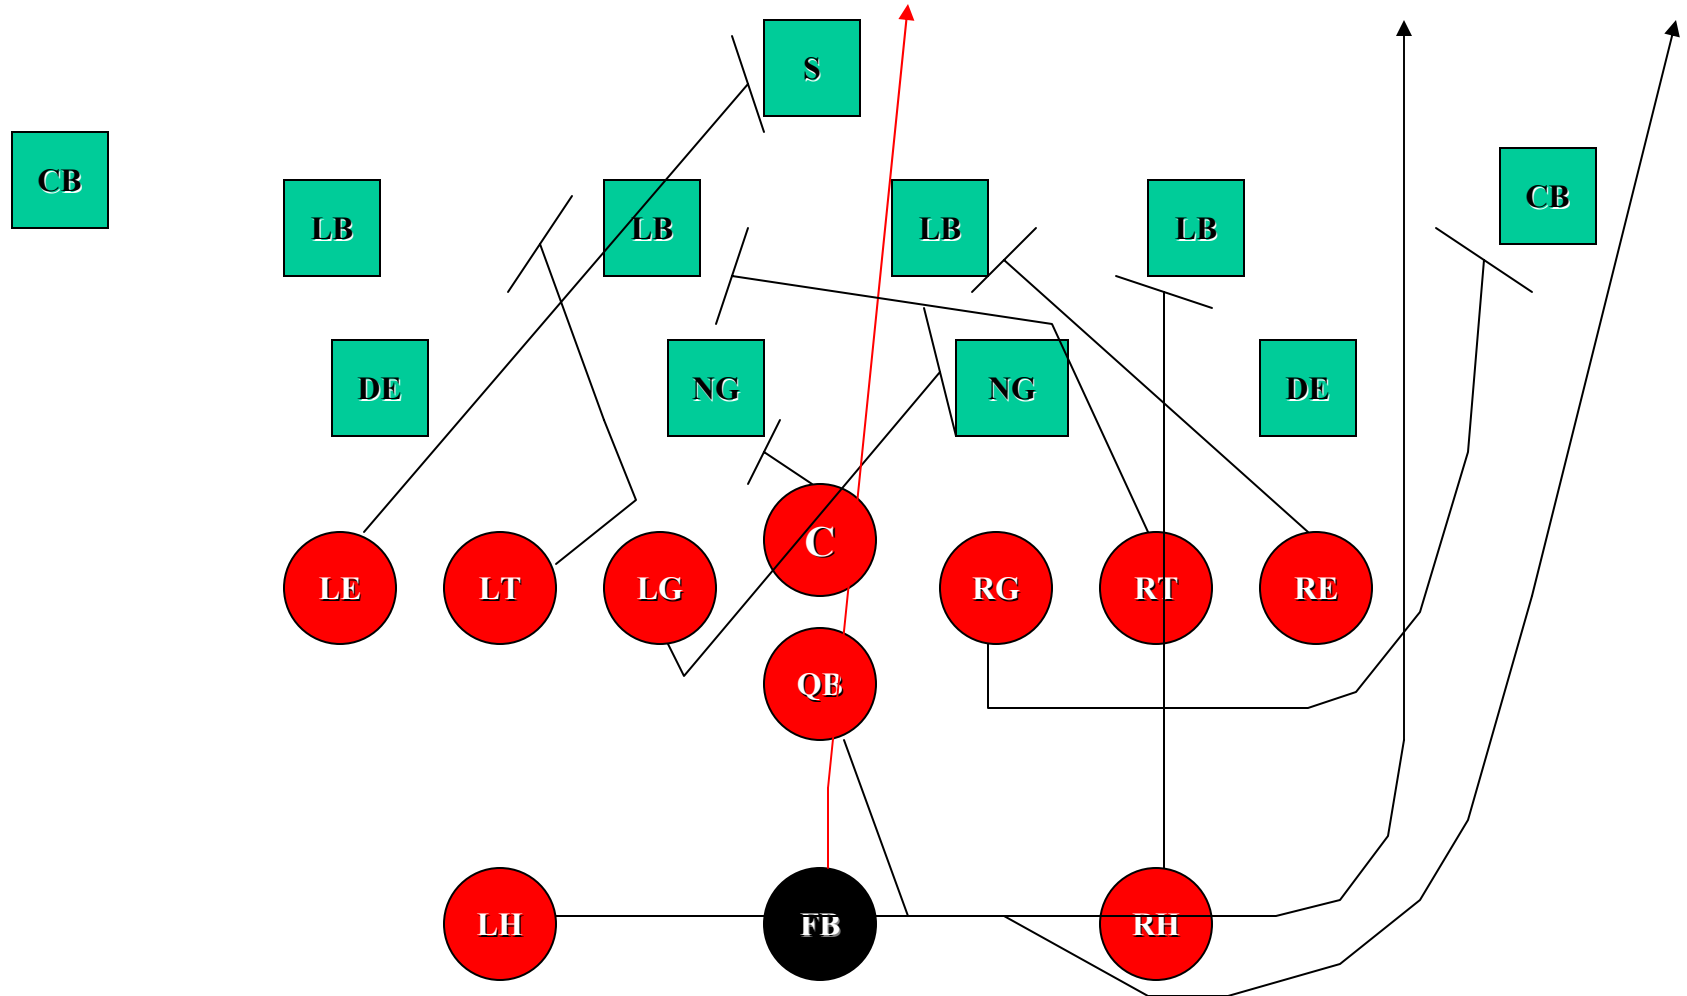 S
CB
CB
LB
LB
LB
LB
DE
NG
NG
DE
C
LE
LT
LG
RG
RT
RE
QB
LH
FB
RH